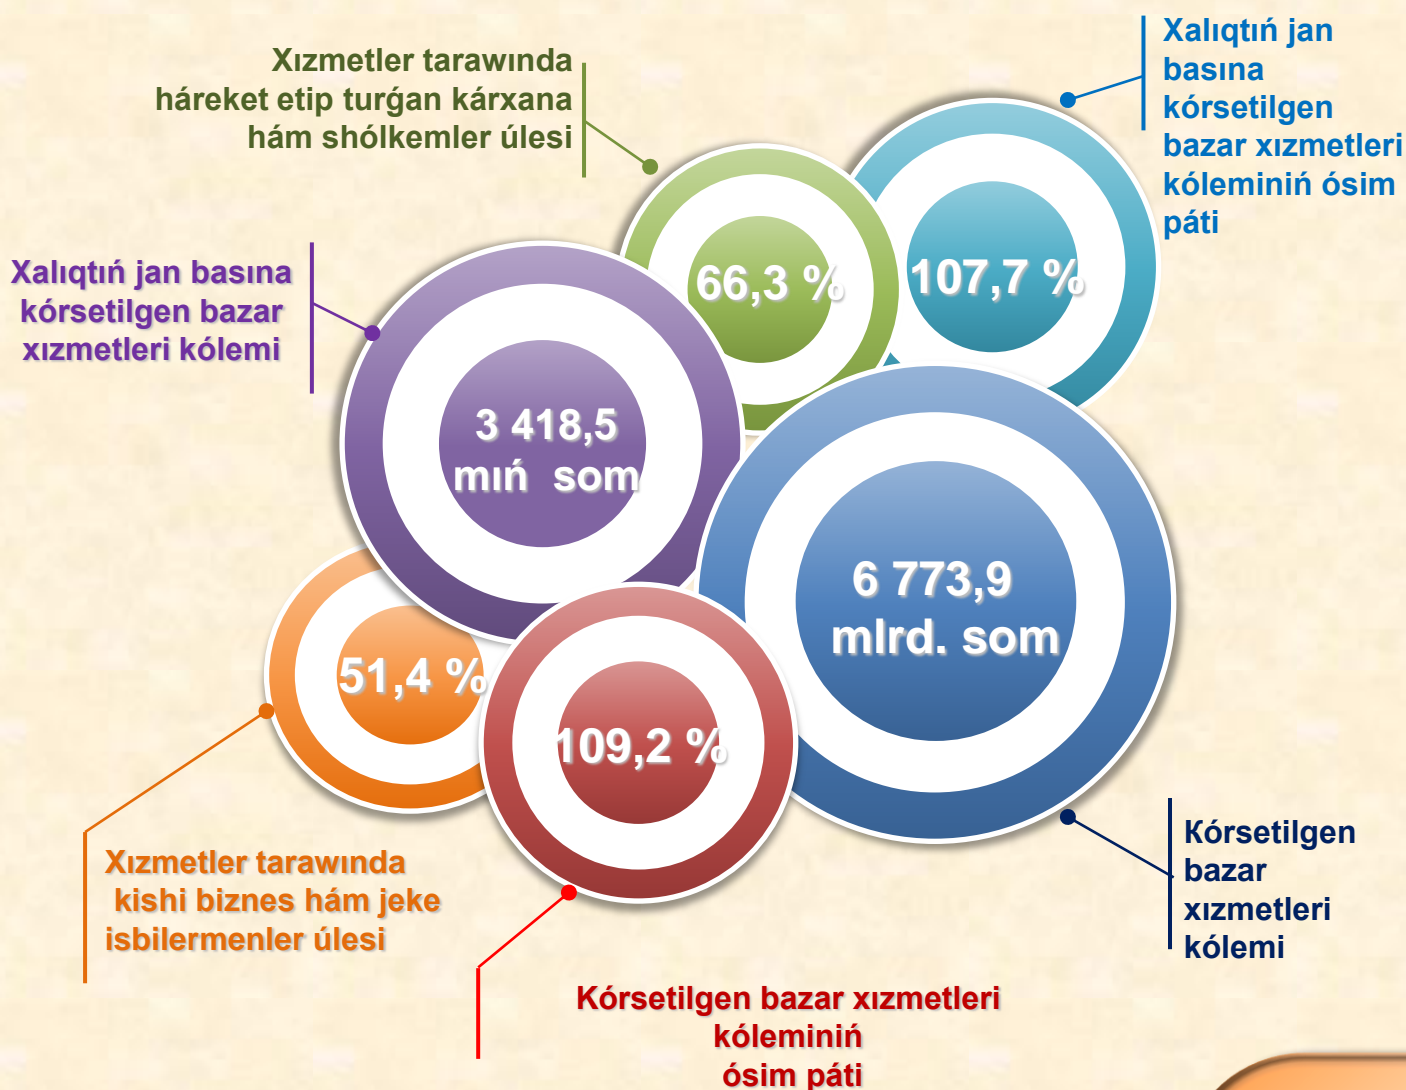 Xızmetler tarawında
háreket etip turǵan kárxana
hám shólkemler úlesi
Xalıqtıń jan
basına
kórsetilgen
bazar xızmetleri
kóleminiń ósim
páti
Xalıqtıń jan basına
kórsetilgen bazar
xızmetleri kólemi
66,3 %
107,7 %
3 418,5
mıń som
6 773,9
mlrd. som
51,4 %
109,2 %
Xızmetler tarawında
kishi biznes hám jeke
isbilermenler úlesi
Kórsetilgen
bazar
xızmetleri
kólemi
Kórsetilgen bazar xızmetleri
kóleminiń
ósim páti